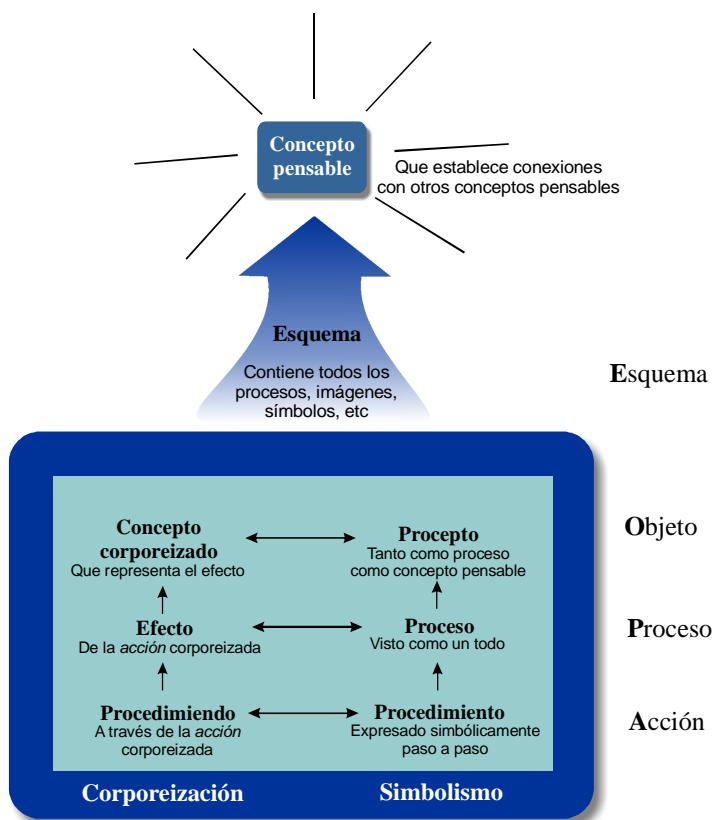 Concepto
pensable
Que establece conexiones
con otros conceptos pensables
Esquema
Contiene todos los
procesos, imágenes,
símbolos, etc
Esquema
Concepto
corporeizado
Que representa el efecto
Procepto
Tanto como proceso
como concepto pensable
Objeto
Efecto
De la acción corporeizada
Proceso
Visto como un todo
Proceso
Procedimiendo
A través de la acción
corporeizada
Procedimiento
Expresado simbólicamente
paso a paso
Acción
Corporeización
Simbolismo